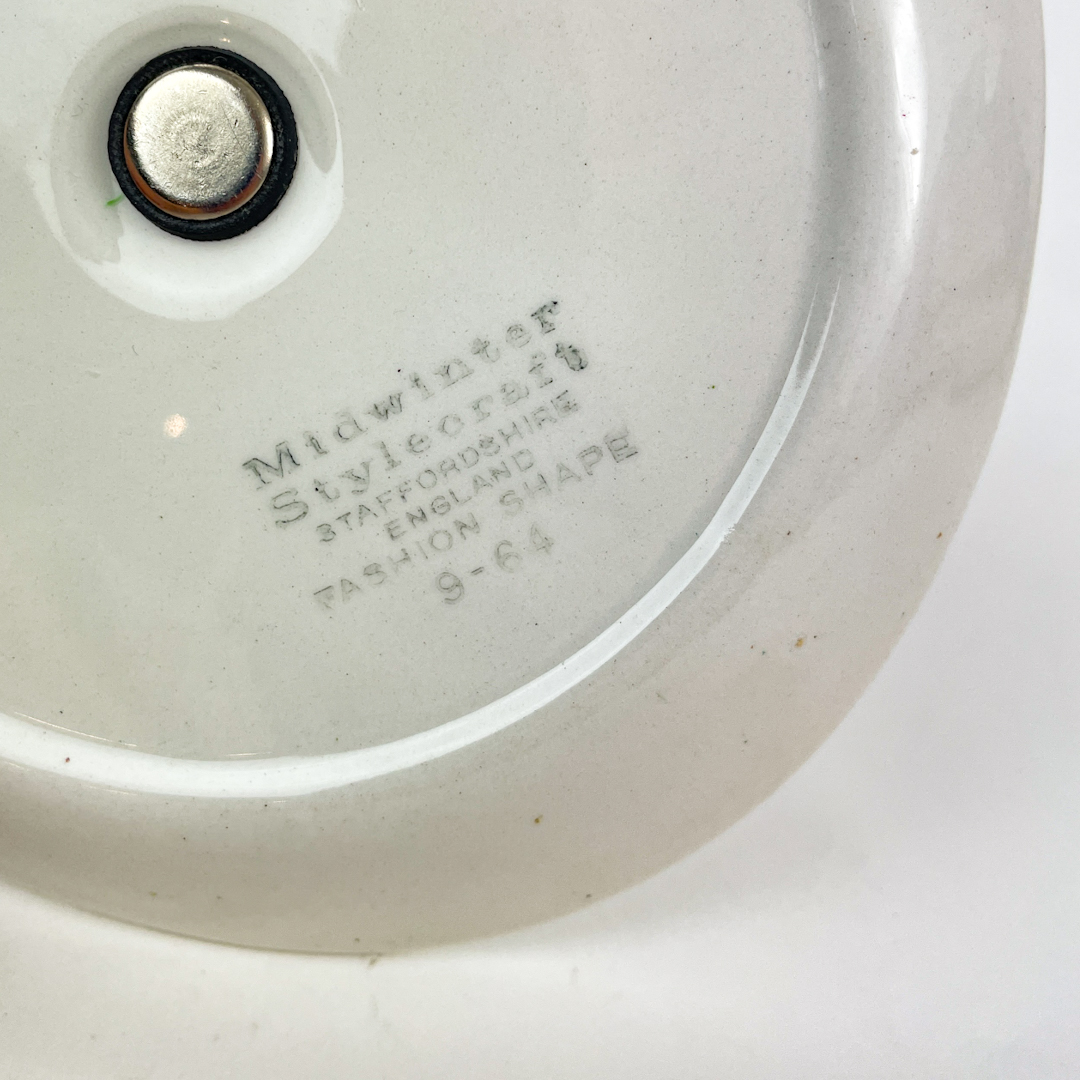 Midwinter
Stylecraft
STAFFORDSHIRE
ENGLAND
FASHION SHAPE
9-64